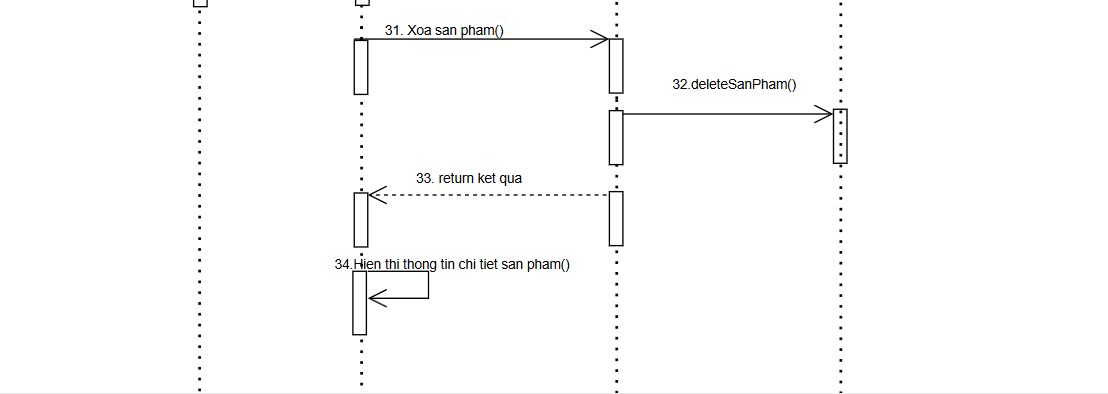 31. Xoa san pham()
32.deleteSanPham()
33. return ket qua
34.Hien thi thong tin chi tiet san pham()